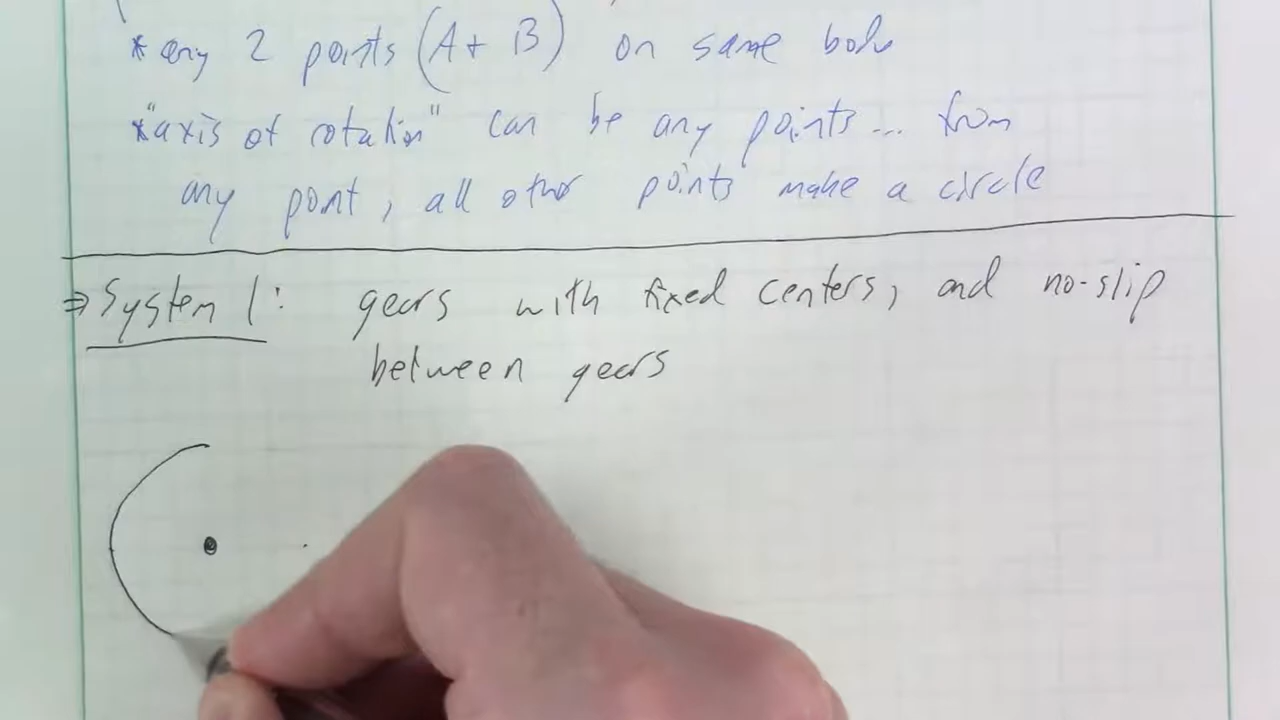 * any 2 points (A + B) on same body
* "axis of rotation" can be any points... from
any point, all other points make a circle
⇒ System 1: gears with fixed centers, and no-slip
between gears